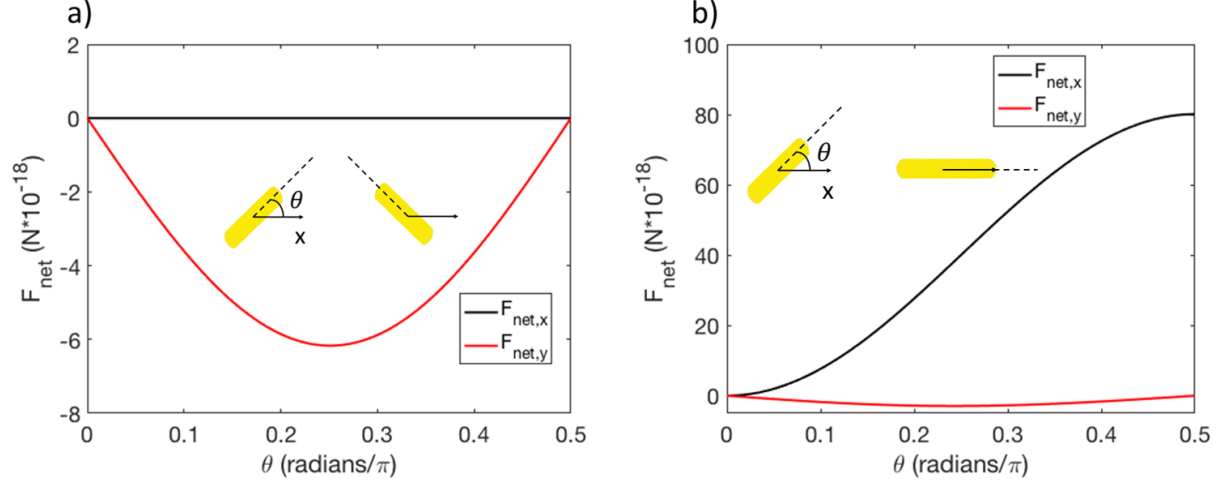 a)
2
0
-2
-4
-6
-8
F_net (N*10^-18)
0
0.1
0.2
0.3
0.4
0.5
θ (radians/π)
θ
x
F_net,x
F_net,y
b)
100
80
60
40
20
0
F_net (N*10^-18)
0
0.1
0.2
0.3
0.4
0.5
θ (radians/π)
θ
x
F_net,x
F_net,y